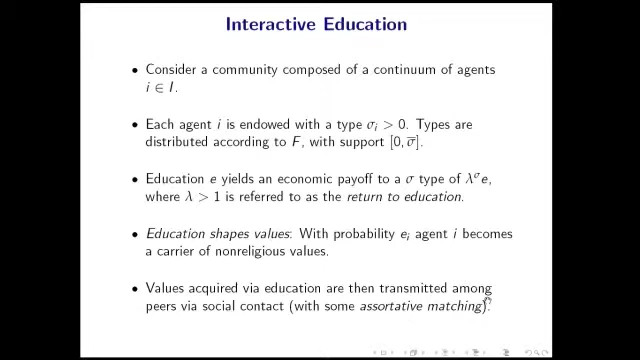 Interactive Education
• Consider a community composed of a continuum of agents
i ∈ I.
• Each agent i is endowed with a type σᵢ > 0. Types are
distributed according to F, with support [0, σ̅].
• Education e yields an economic payoff to a σ type of λ^σ e,
where λ > 1 is referred to as the return to education.
• Education shapes values: With probability eᵢ agent i becomes
a carrier of nonreligious values.
• Values acquired via education are then transmitted among
peers via social contact (with some assortative matching).